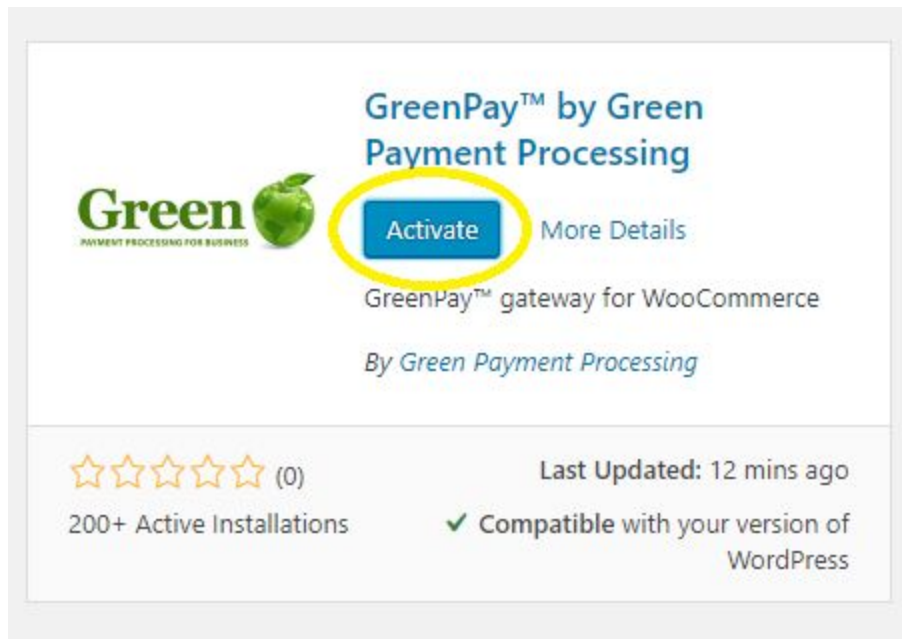 GreenPay™ by Green
Payment Processing
Green
PAYMENT PROCESSING FOR BUSINESS
Activate
More Details
GreenPay™ gateway for WooCommerce
By Green Payment Processing
(0)
Last Updated: 12 mins ago
200+ Active Installations
Compatible with your version of
WordPress